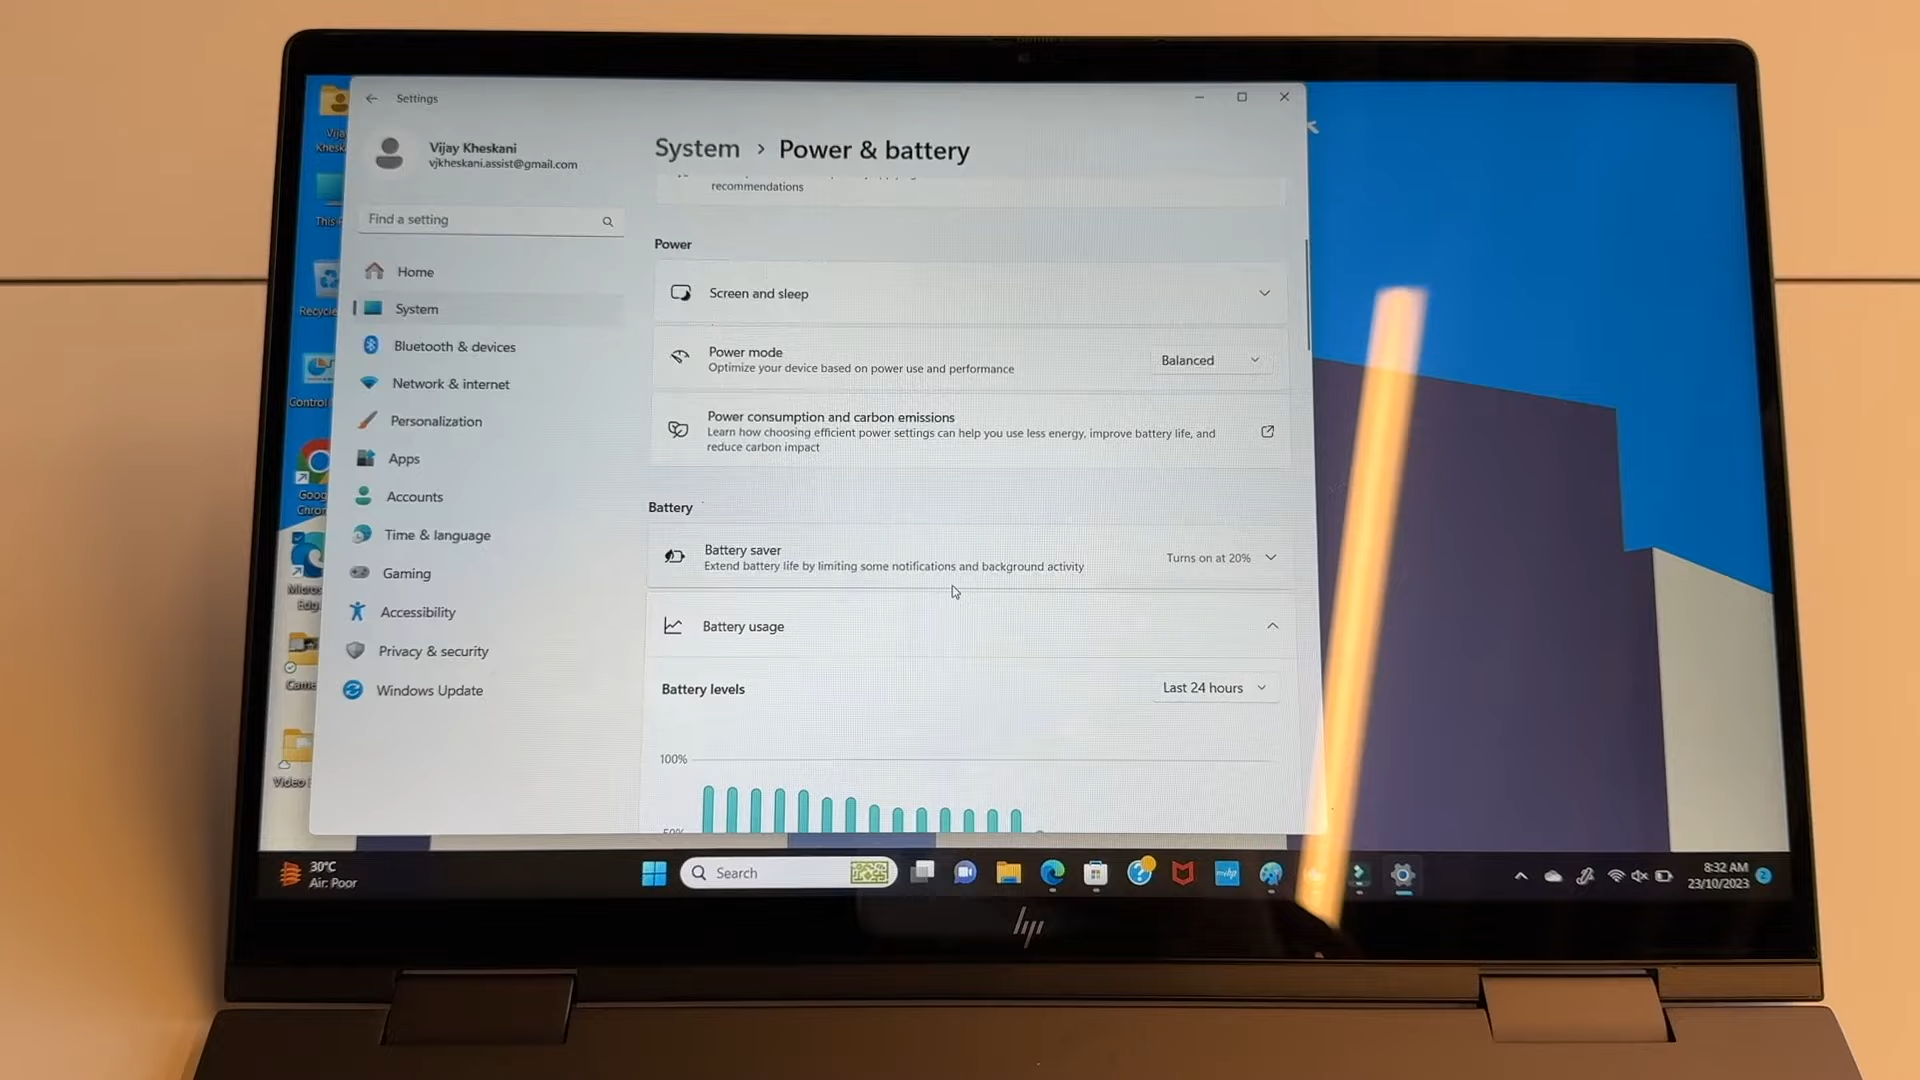 Settings
Vijay Kheskani
vjkheskani.assist@gmail.com
Find a setting
Home
System
Bluetooth & devices
Network & internet
Personalization
Apps
Accounts
Time & language
Gaming
Accessibility
Privacy & security
Windows Update
System > Power & battery
recommendations
Power
Screen and sleep
Power mode
Optimize your device based on power use and performance
Balanced
Power consumption and carbon emissions
Learn how choosing efficient power settings can help you use less energy, improve battery life, and
reduce carbon impact
Battery
Battery saver
Extend battery life by limiting some notifications and background activity
Turns on at 20%
Battery usage
Battery levels
Last 24 hours
100%
30°C
Air: Poor
Search
myhp
8:32 AM
23/10/2023
2
hp